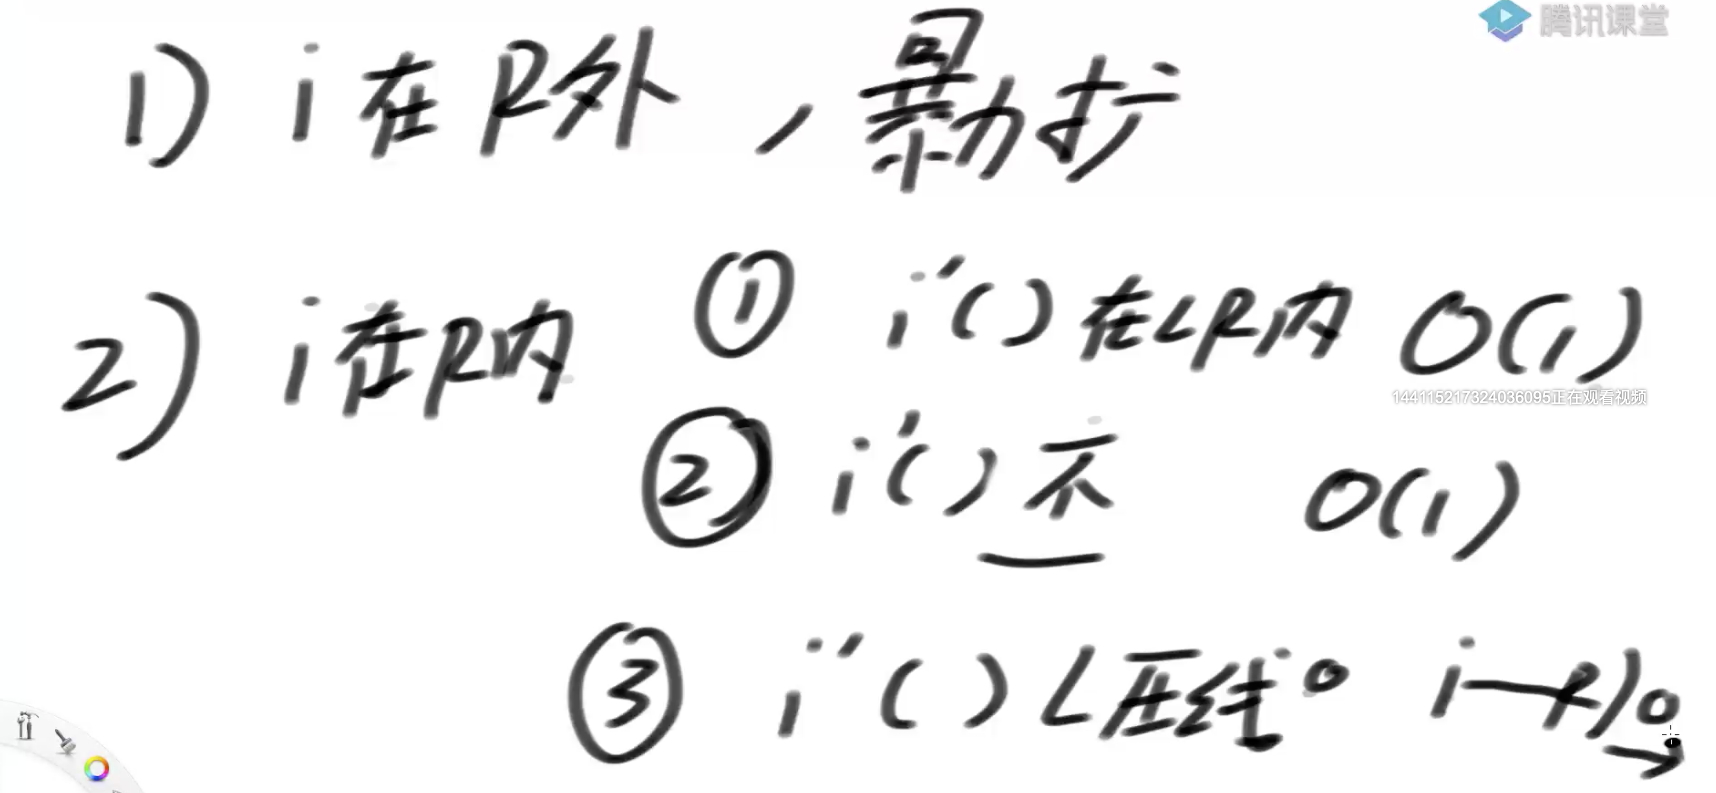 腾讯课堂
1) i在R外，暴力扩
2) i在R内 ① i'()在LR内 O(1)
144115217324036095正在观看视频
② i'()不 O(1)
③ i'()L压线。 i—R)。